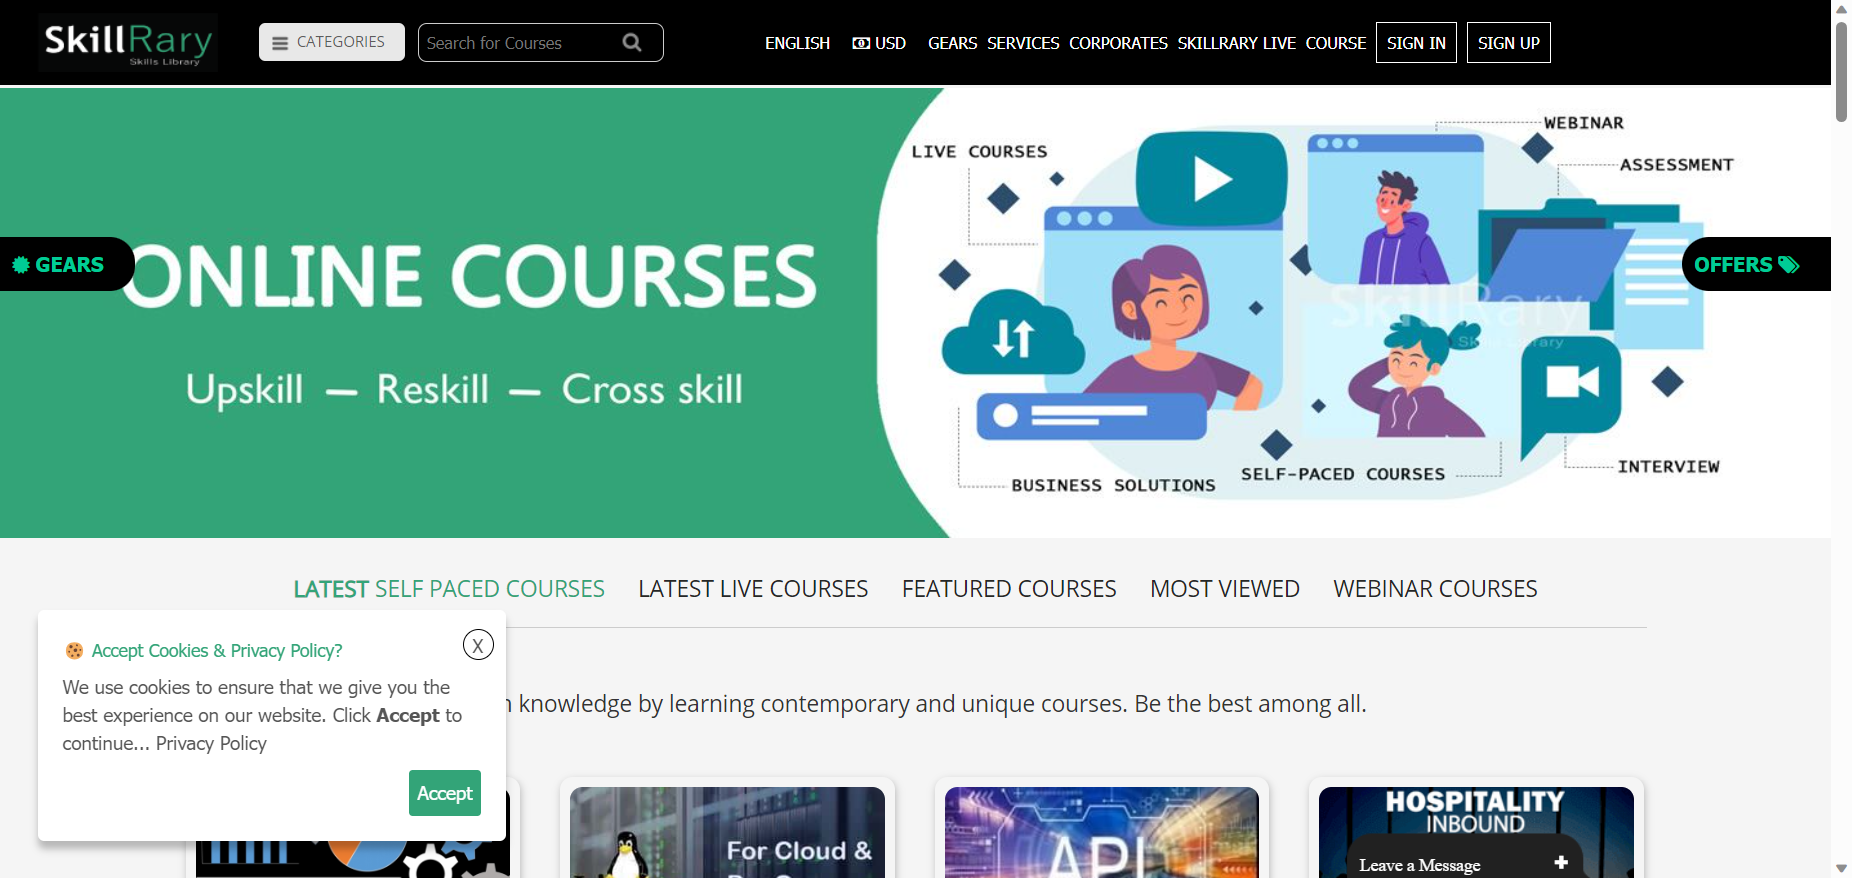 SkillRary
Skills Library
CATEGORIES
Search for Courses
ENGLISH
USD
GEARS
SERVICES
CORPORATES
SKILLRARY LIVE
COURSE
SIGN IN
SIGN UP
GEARS
ONLINE COURSES
Upskill — Reskill — Cross skill
LIVE COURSES
WEBINAR
ASSESSMENT
OFFERS
SkillRary
Skills Library
BUSINESS SOLUTIONS
SELF-PACED COURSES
INTERVIEW
LATEST SELF PACED COURSES
LATEST LIVE COURSES
FEATURED COURSES
MOST VIEWED
WEBINAR COURSES
Accept Cookies & Privacy Policy?
X
We use cookies to ensure that we give you the
best experience on our website. Click Accept to
continue... Privacy Policy
Accept
knowledge by learning contemporary and unique courses. Be the best among all.
For Cloud &
API
HOSPITALITY
INBOUND
Leave a Message